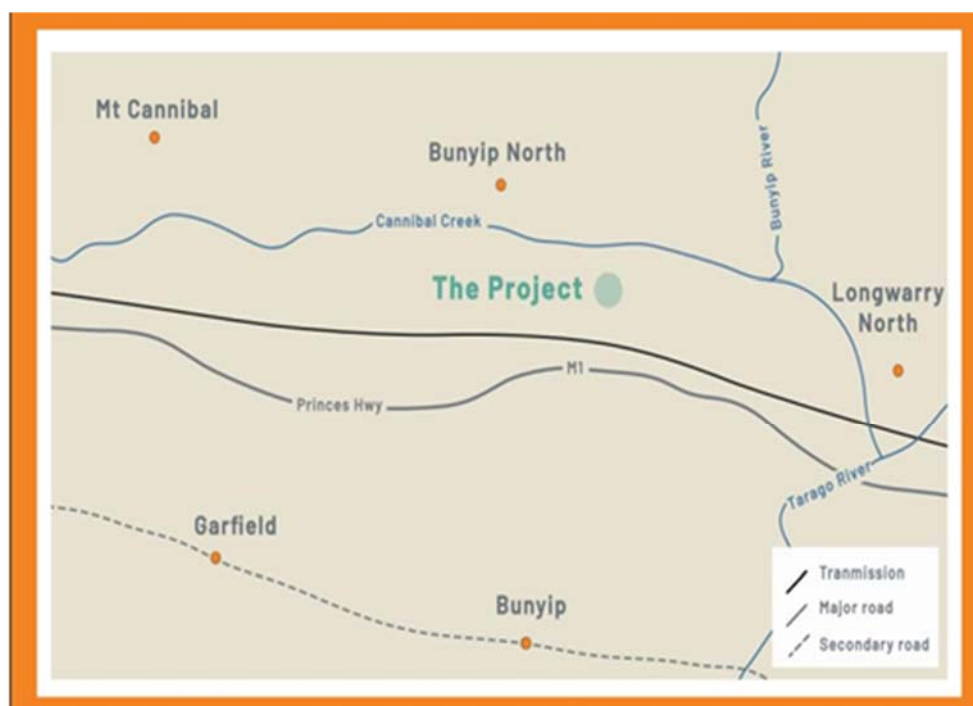 Mt Cannibal
Bunyip North
Bunyip River
Cannibal Creek
The Project
Longwarry
North
M1
Princes Hwy
Tarago River
Garfield
Bunyip
Tranmission
Major road
Secondary road